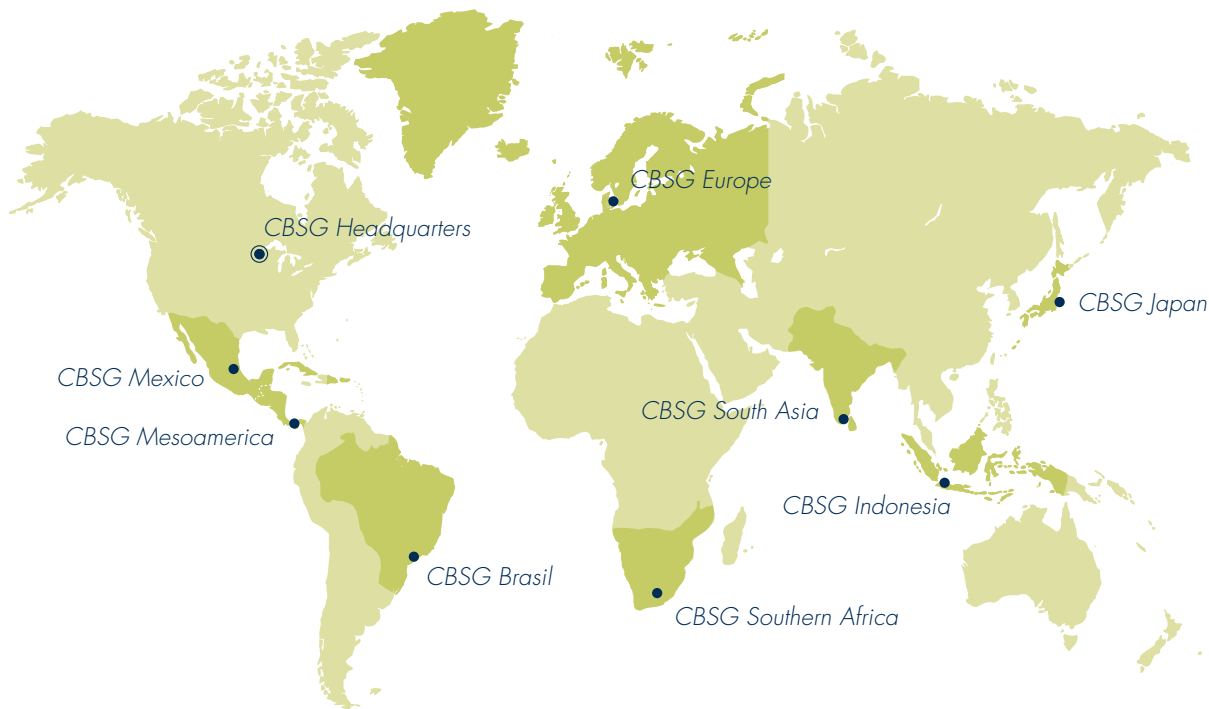 CBSG Europe
CBSG Headquarters
CBSG Japan
CBSG Mexico
CBSG South Asia
CBSG Mesoamerica
CBSG Indonesia
CBSG Brasil
CBSG Southern Africa